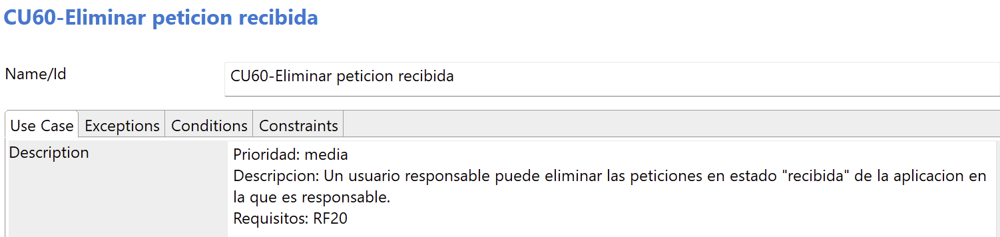 CU60-Eliminar peticion recibida
Name/Id
CU60-Eliminar peticion recibida
Use Case Exceptions Conditions Constraints
Description
Prioridad: media
Descripcion: Un usuario responsable puede eliminar las peticiones en estado "recibida" de la aplicacion en
la que es responsable.
Requisitos: RF20